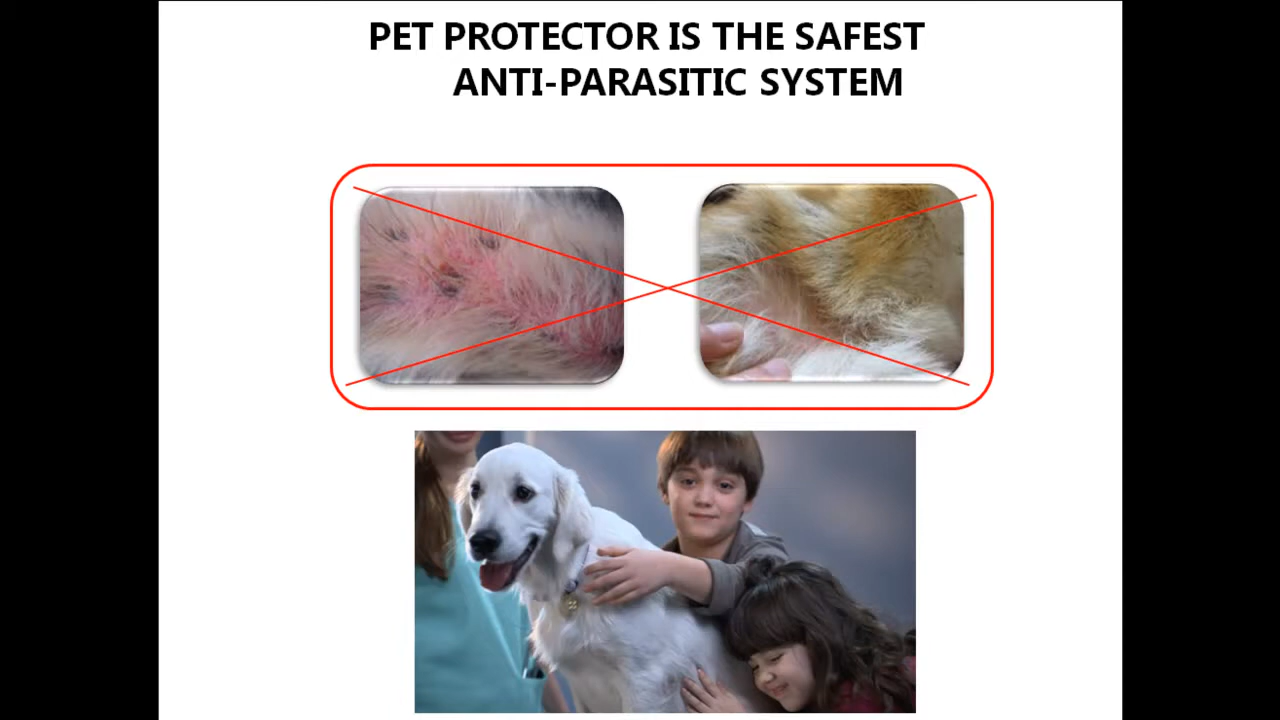 PET PROTECTOR IS THE SAFEST
ANTI-PARASITIC SYSTEM